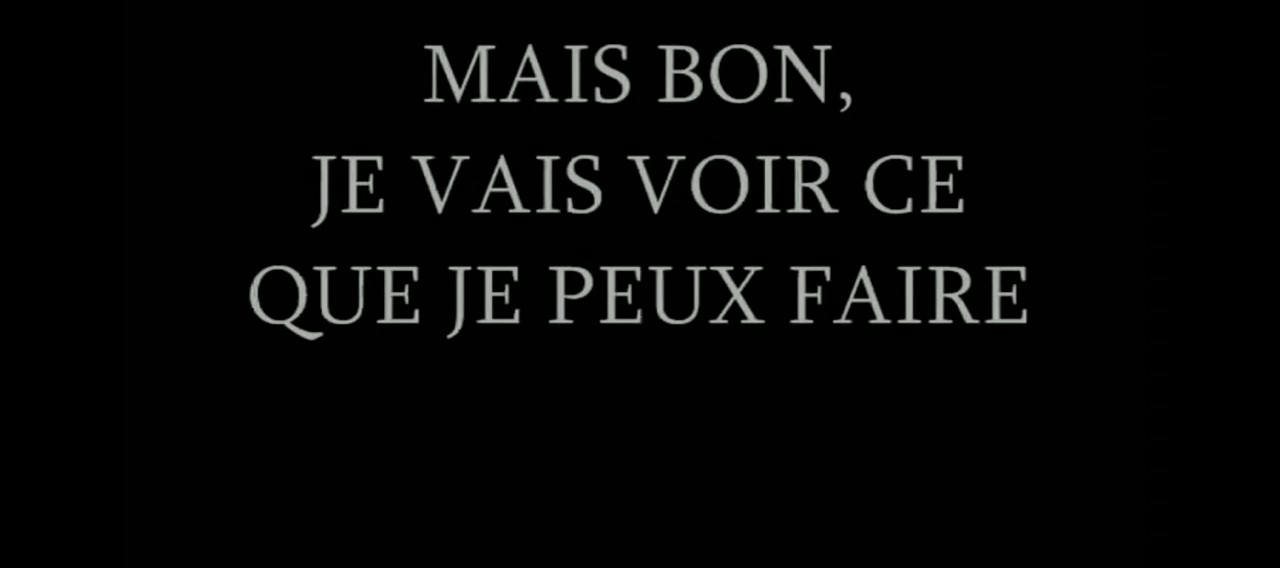 MAIS BON,
JE VAIS VOIR CE
QUE JE PEUX FAIRE